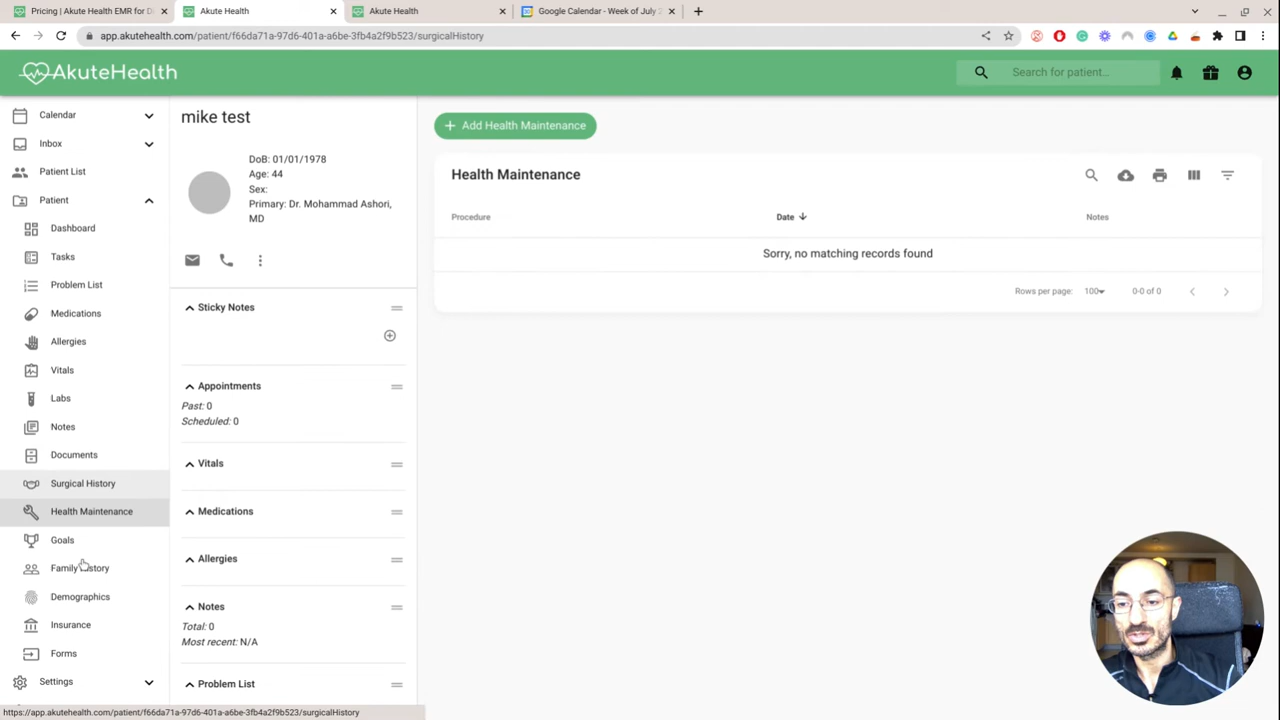 Pricing | Akute Health EMR for Di
Akute Health
Akute Health
Google Calendar - Week of July 2
app.akutehealth.com/patient/f66da71a-97d6-401a-a6be-3fb4a2f9b523/surgicalHistory
AkuteHealth
Search for patient...
Calendar
Inbox
Patient List
Patient
Dashboard
Tasks
Problem List
Medications
Allergies
Vitals
Labs
Notes
Documents
Surgical History
Health Maintenance
Goals
Family History
Demographics
Insurance
Forms
Settings
mike test
DoB: 01/01/1978
Age: 44
Sex:
Primary: Dr. Mohammad Ashori,
MD
Sticky Notes
Appointments
Past: 0
Scheduled: 0
Vitals
Medications
Allergies
Notes
Total: 0
Most recent: N/A
Problem List
+ Add Health Maintenance
Health Maintenance
Procedure Date Notes
Sorry, no matching records found
Rows per page: 100 0-0 of 0
https://app.akutehealth.com/patient/f66da71a-97d6-401a-a6be-3fb4a2f9b523/surgicalHistory